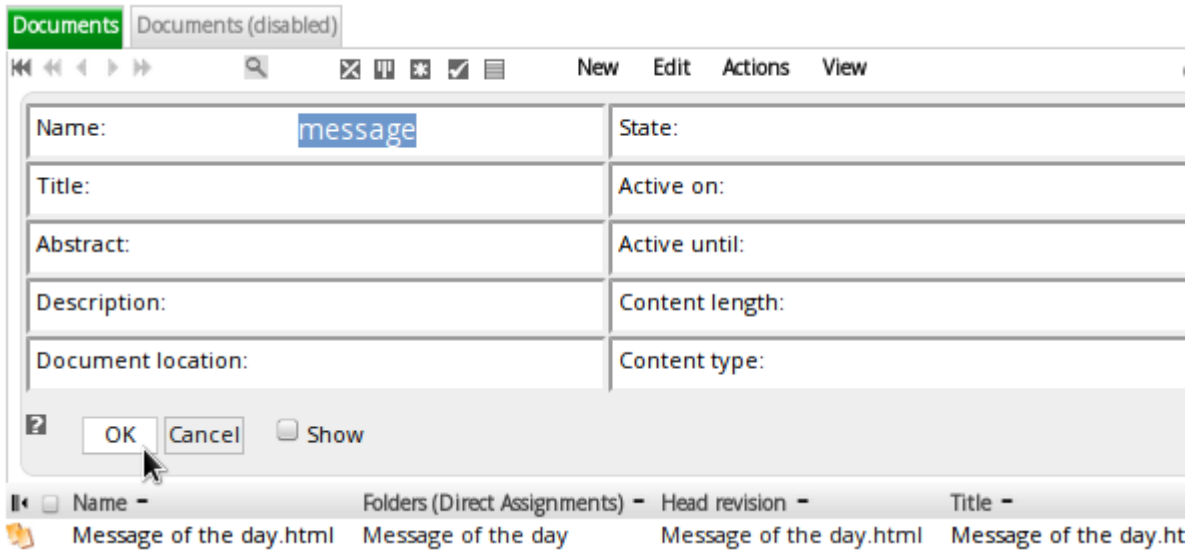 Documents Documents (disabled)
New Edit Actions View
Name: message State:
Title: Active on:
Abstract: Active until:
Description: Content length:
Document location: Content type:
? OK Cancel Show
Name Folders (Direct Assignments) Head revision Title
Message of the day.html Message of the day Message of the day.html Message of the day.ht